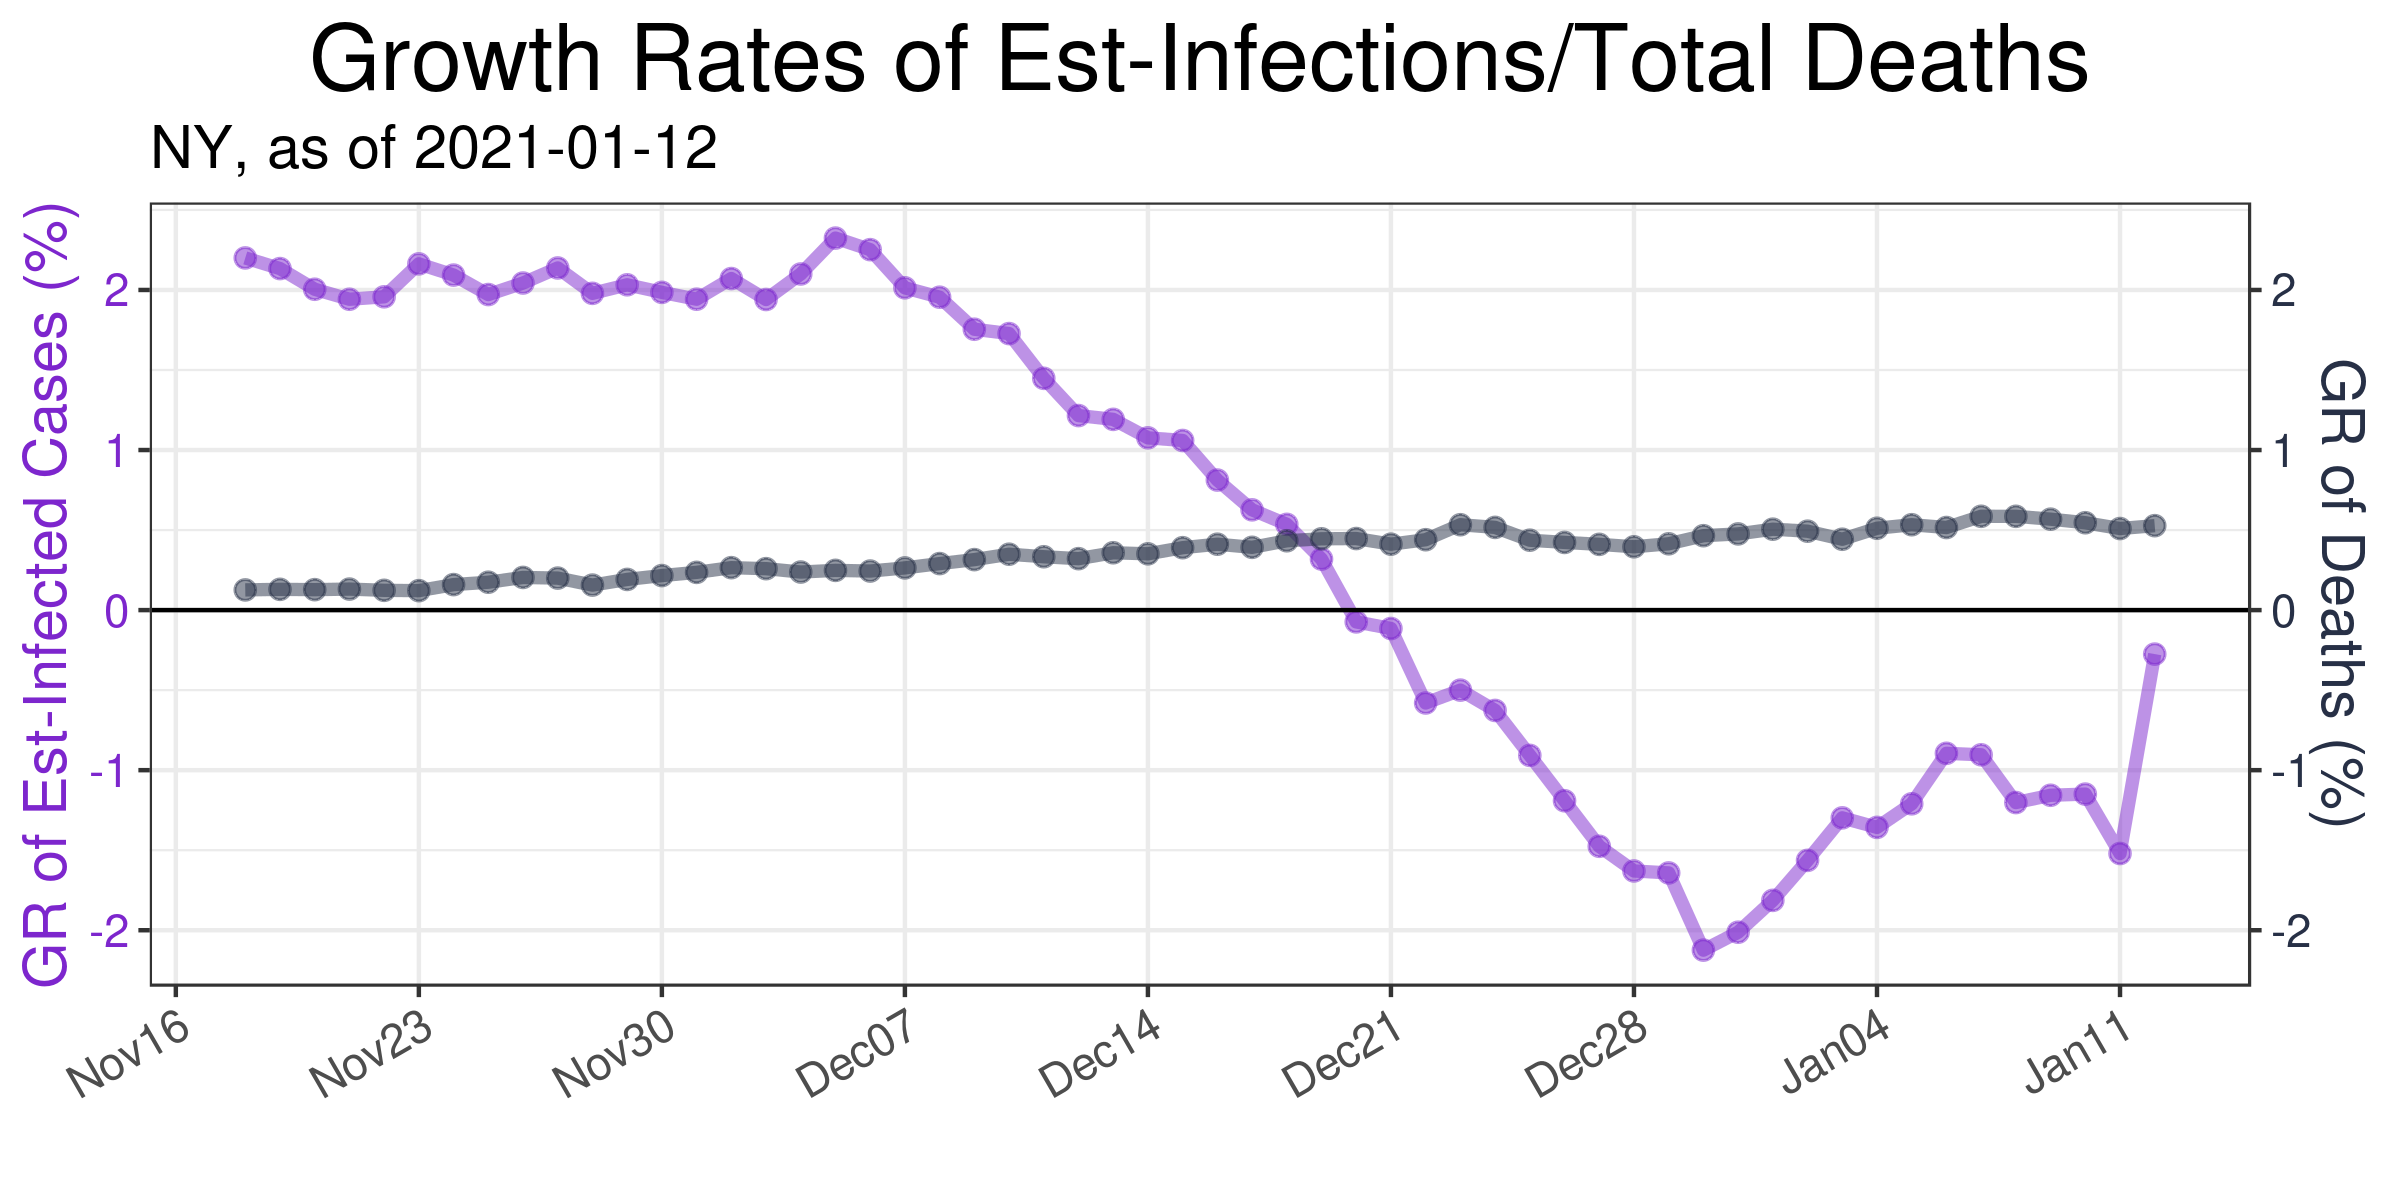 Growth Rates of Est-Infections/Total Deaths
NY, as of 2021-01-12
GR of Est-Infected Cases (%)
2
1
0
-1
-2
2
1
0
-1
-2
GR of Deaths (%)
Nov16
Nov23
Nov30
Dec07
Dec14
Dec21
Dec28
Jan04
Jan11